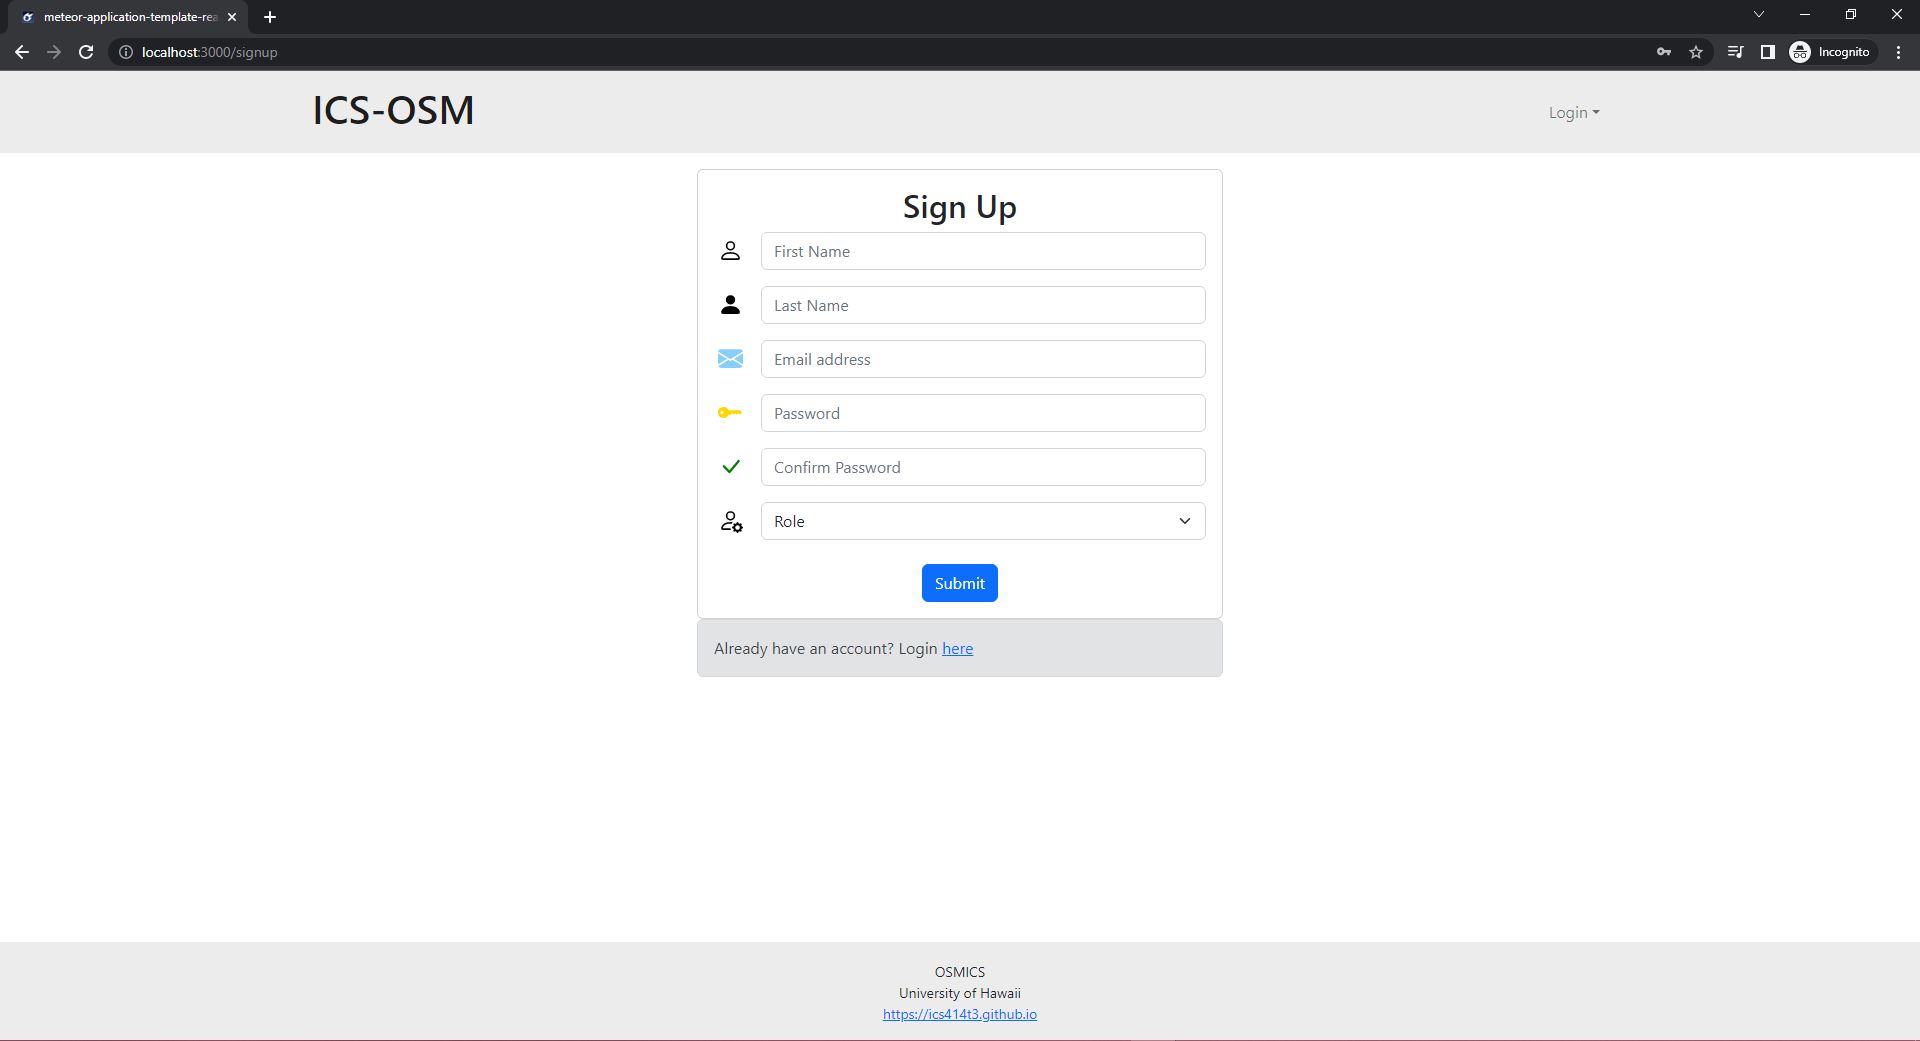 meteor-application-template-rea
localhost:3000/signup
Incognito
ICS-OSM
Login
Sign Up
First Name
Last Name
Email address
Password
Confirm Password
Role
Submit
Already have an account? Login here
OSMICS
University of Hawaii
https://ics414t3.github.io